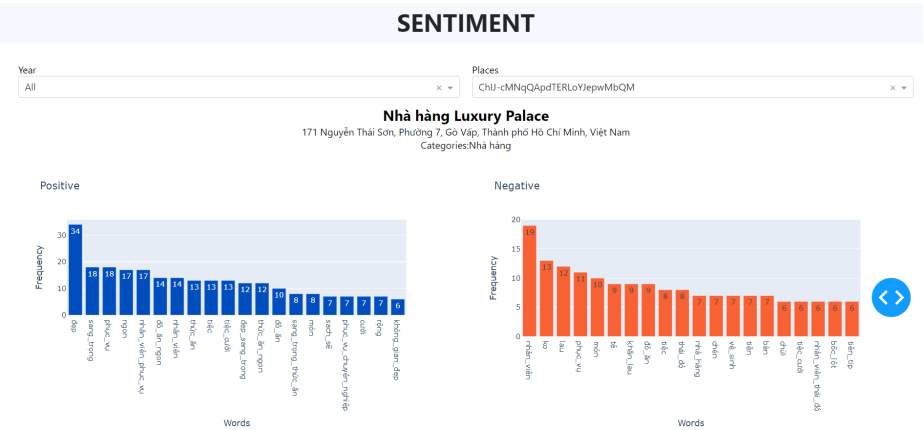 SENTIMENT
Year
All
Places
ChIJ-cMNqQApdTERLoYJepwMbQM
Nhà hàng Luxury Palace
171 Nguyễn Thái Sơn, Phường 7, Gò Vấp, Thành phố Hồ Chí Minh, Việt Nam
Categories:Nhà hàng
Positive
Frequency
30
20
10
0
34
18
18
17
17
14
14
13
13
13
12
12
10
8
8
7
7
7
7
6
đẹp
sang_trọng
phục_vụ
ngon
nhân_viên_phục_vụ
đồ_ăn_ngon
nhân_viên
thức_ăn
tiệc
tiệc_cưới
đẹp_sang_trọng
thức_ăn_ngon
đồ_ăn
sang_trọng_thức_ăn
món
sạch_sẽ
phục_vụ_chuyên_nghiệp
cưới
rộng
không_gian_đẹp
Words
Negative
Frequency
20
15
10
5
0
19
13
12
11
10
9
9
9
8
8
7
7
7
7
7
6
6
6
6
6
nhân_viên
ko
lau
phục_vụ
món
tệ
khăn_lau
đồ_ăn
tiệc
thái_độ
nhà_hàng
chén
vệ_sinh
tiền
bàn
chửi
tiệc_cưới
nhân_viên_thái_độ
bốc_lột
tiền_tip
Words